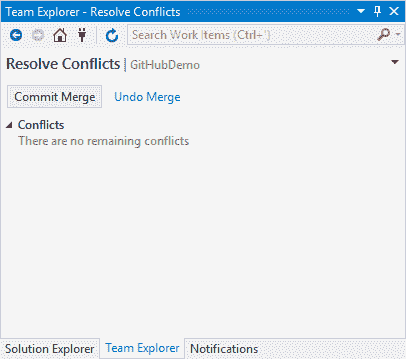 Team Explorer - Resolve Conflicts
Search Work Items (Ctrl+')
Resolve Conflicts | GitHubDemo
Commit Merge Undo Merge
Conflicts
There are no remaining conflicts
Solution Explorer Team Explorer Notifications